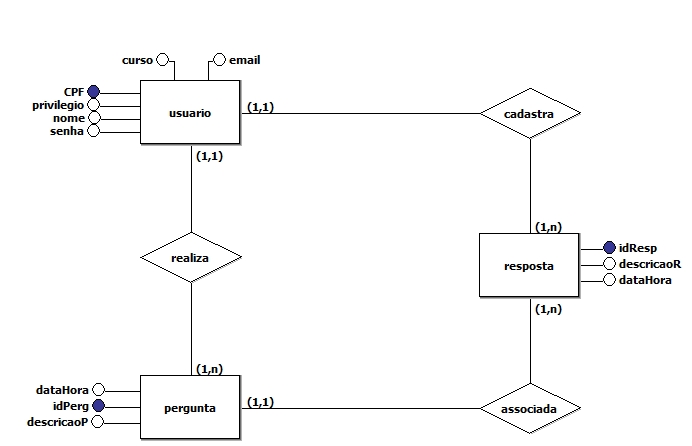 curso
email
CPF
privilegio
nome
senha
usuario
(1,1)
cadastra
(1,1)
(1,n)
realiza
resposta
idResp
descricaoR
dataHora
(1,n)
(1,n)
dataHora
idPerg
descricaoP
pergunta
(1,1)
associada